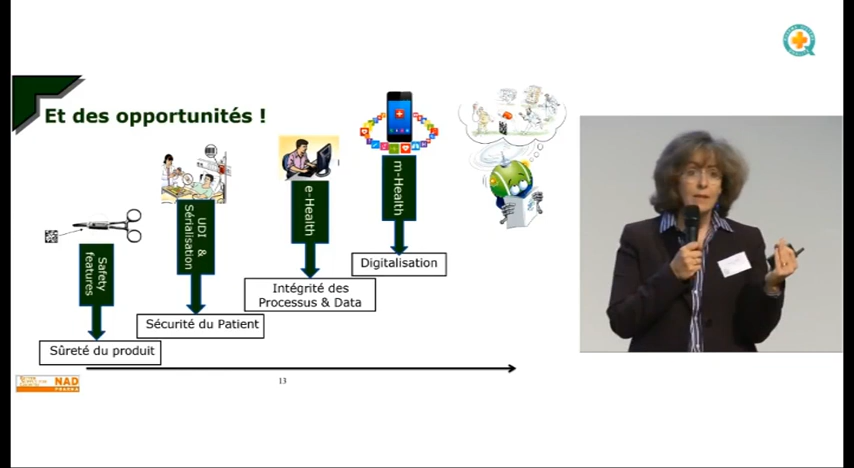 Et des opportunités !
Safety
features
Sûreté du produit
UDI &
Sérialisation
Sécurité du Patient
e-Health
Intégrité des
Processus & Data
m-Health
Digitalisation
NAD
PHARMA
13